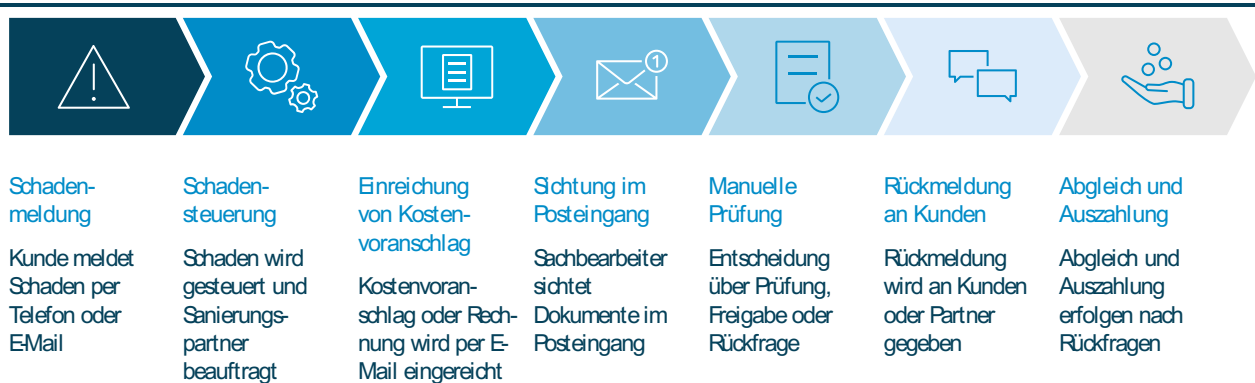 1
Schaden-
meldung
Kunde meldet
Schaden per
Telefon oder
E-Mail
Schaden-
steuerung
Schaden wird
gesteuert und
Sanierungs-
partner
beauftragt
Einreichung
von Kosten-
voranschlag
Kostenvoran-
schlag oder Rech-
nung wird per E-
Mail eingereicht
Sichtung im
Posteingang
Sachbearbeiter
sichtet
Dokumente im
Posteingang
Manuelle
Prüfung
Entscheidung
über Prüfung,
Freigabe oder
Rückfrage
Rückmeldung
an Kunden
Rückmeldung
wird an Kunden
oder Partner
gegeben
Abgleich und
Auszahlung
Abgleich und
Auszahlung
erfolgen nach
Rückfragen